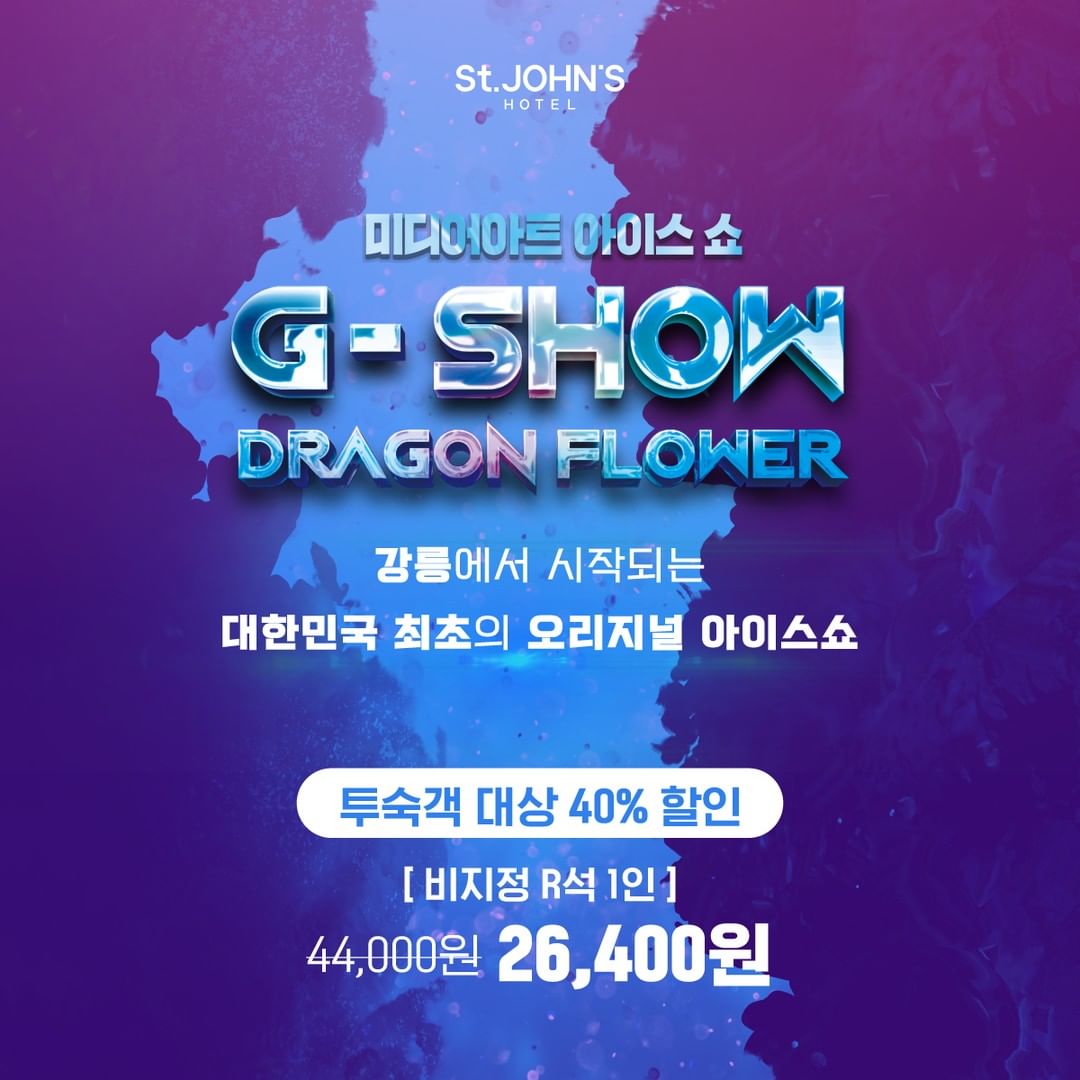 St.JOHN'S
HOTEL
미디어아트 아이스 쇼
G-SHOW
DRAGON FLOWER
강릉에서 시작되는
대한민국 최초의 오리지널 아이스쇼
투숙객 대상 40% 할인
[ 비지정 R석 1인 ]
44,000원 26,400원